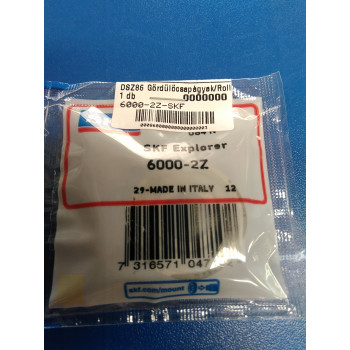 DSZ86 Gördülőcsapágyak/Roll
1 db 0000000
6000-2Z-SKF
SKF Explorer
6000-2Z
29-MADE IN ITALY 12
7 316571 047